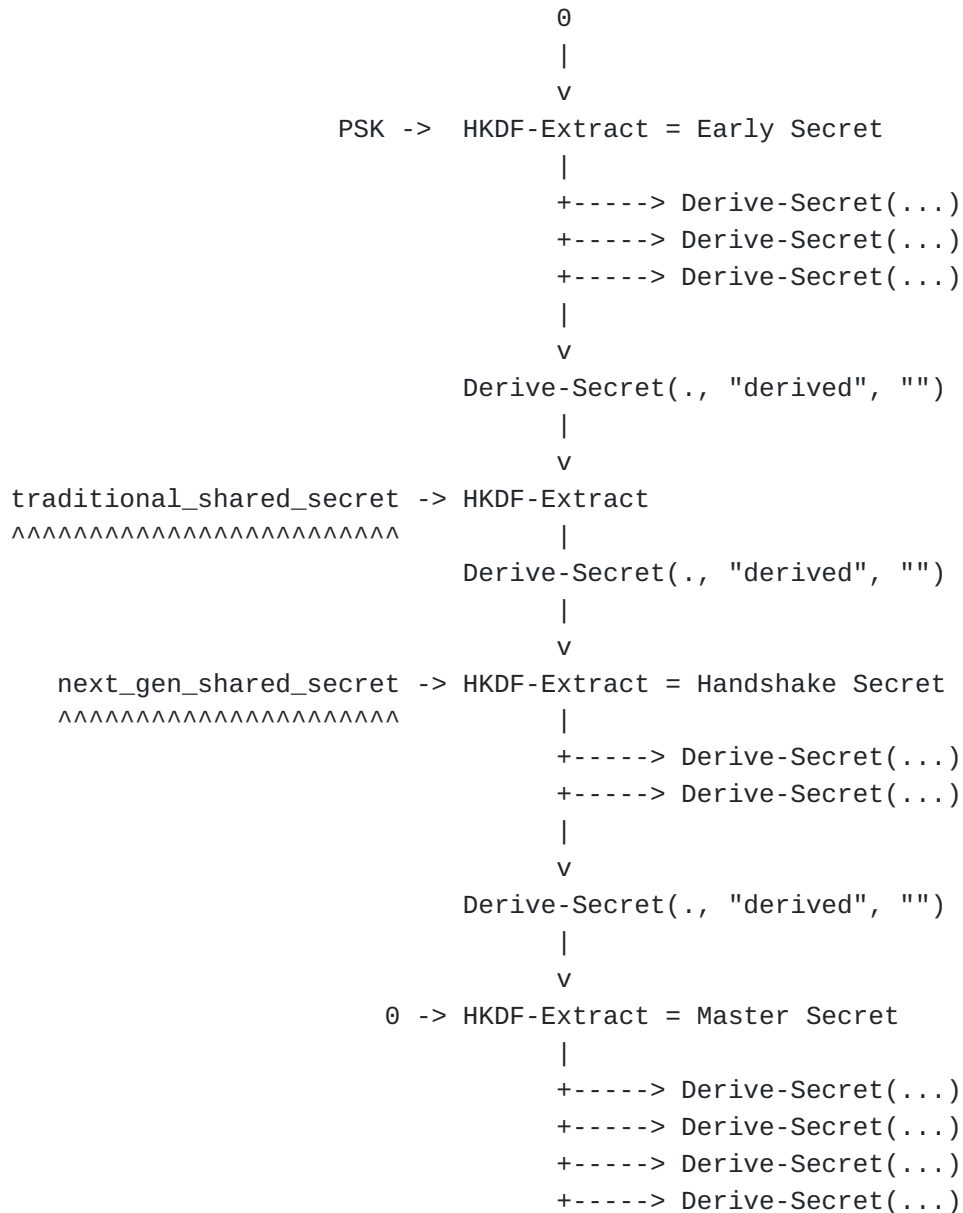 0
                                    |
                                    v
                      PSK ->  HKDF-Extract = Early Secret
                                    |
                                    +-----> Derive-Secret(...)
                                    +-----> Derive-Secret(...)
                                    +-----> Derive-Secret(...)
                                    |
                                    v
                              Derive-Secret(., "derived", "")
                                    |
                                    v
 traditional_shared_secret -> HKDF-Extract
 ^^^^^^^^^^^^^^^^^^^^^^^^^          |
                              Derive-Secret(., "derived", "")
                                    |
                                    v
    next_gen_shared_secret -> HKDF-Extract = Handshake Secret
    ^^^^^^^^^^^^^^^^^^^^^^          |
                                    +-----> Derive-Secret(...)
                                    +-----> Derive-Secret(...)
                                    |
                                    v
                              Derive-Secret(., "derived", "")
                                    |
                                    v
                         0 -> HKDF-Extract = Master Secret
                                    |
                                    +-----> Derive-Secret(...)
                                    +-----> Derive-Secret(...)
                                    +-----> Derive-Secret(...)
                                    +-----> Derive-Secret(...)